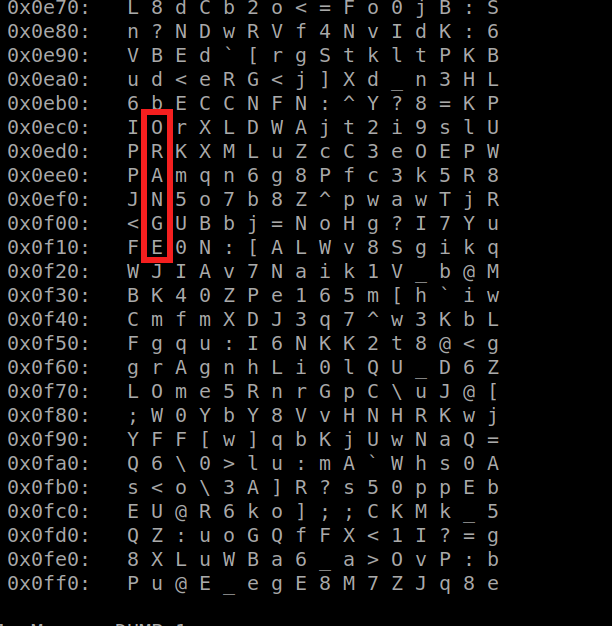 0x0e70: L 8 d C b 2 o < = F o 0 j B : S
0x0e80: n ? N D w R V f 4 N v I d K : 6
0x0e90: V B E d ` [ r g S t k l t P K B
0x0ea0: u d < e R G < j ] X d _ n 3 H L
0x0eb0: 6 b E C C N F N : ^ Y ? 8 = K P
0x0ec0: I O r X L D W A j t 2 i 9 s l U
0x0ed0: P R K X M L u Z c C 3 e O E P W
0x0ee0: P A m q n 6 g 8 P f c 3 k 5 R 8
0x0ef0: J N 5 o 7 b 8 Z ^ p w a w T j R
0x0f00: < G U B b j = N o H g ? I 7 Y u
0x0f10: F E 0 N : [ A L W v 8 S g i k q
0x0f20: W J I A v 7 N a i k 1 V _ b @ M
0x0f30: B K 4 0 Z P e 1 6 5 m [ h ` i w
0x0f40: C m f m X D J 3 q 7 ^ w 3 K b L
0x0f50: F g q u : I 6 N K K 2 t 8 @ < g
0x0f60: g r A g n h L i 0 l Q U _ D 6 Z
0x0f70: L O m e 5 R n r G p C \ u J @ [
0x0f80: ; W 0 Y b Y 8 V v H N H R K w j
0x0f90: Y F F [ w ] q b K j U w N a Q =
0x0fa0: Q 6 \ 0 > l u : m A ` W h s 0 A
0x0fb0: s < o \ 3 A ] R ? s 5 0 p p E b
0x0fc0: E U @ R 6 k o ] ; ; C K M k _ 5
0x0fd0: Q Z : u o G Q f F X < 1 I ? = g
0x0fe0: 8 X L u W B a 6 _ a > O v P : b
0x0ff0: P u @ E _ e g E 8 M 7 Z J q 8 e